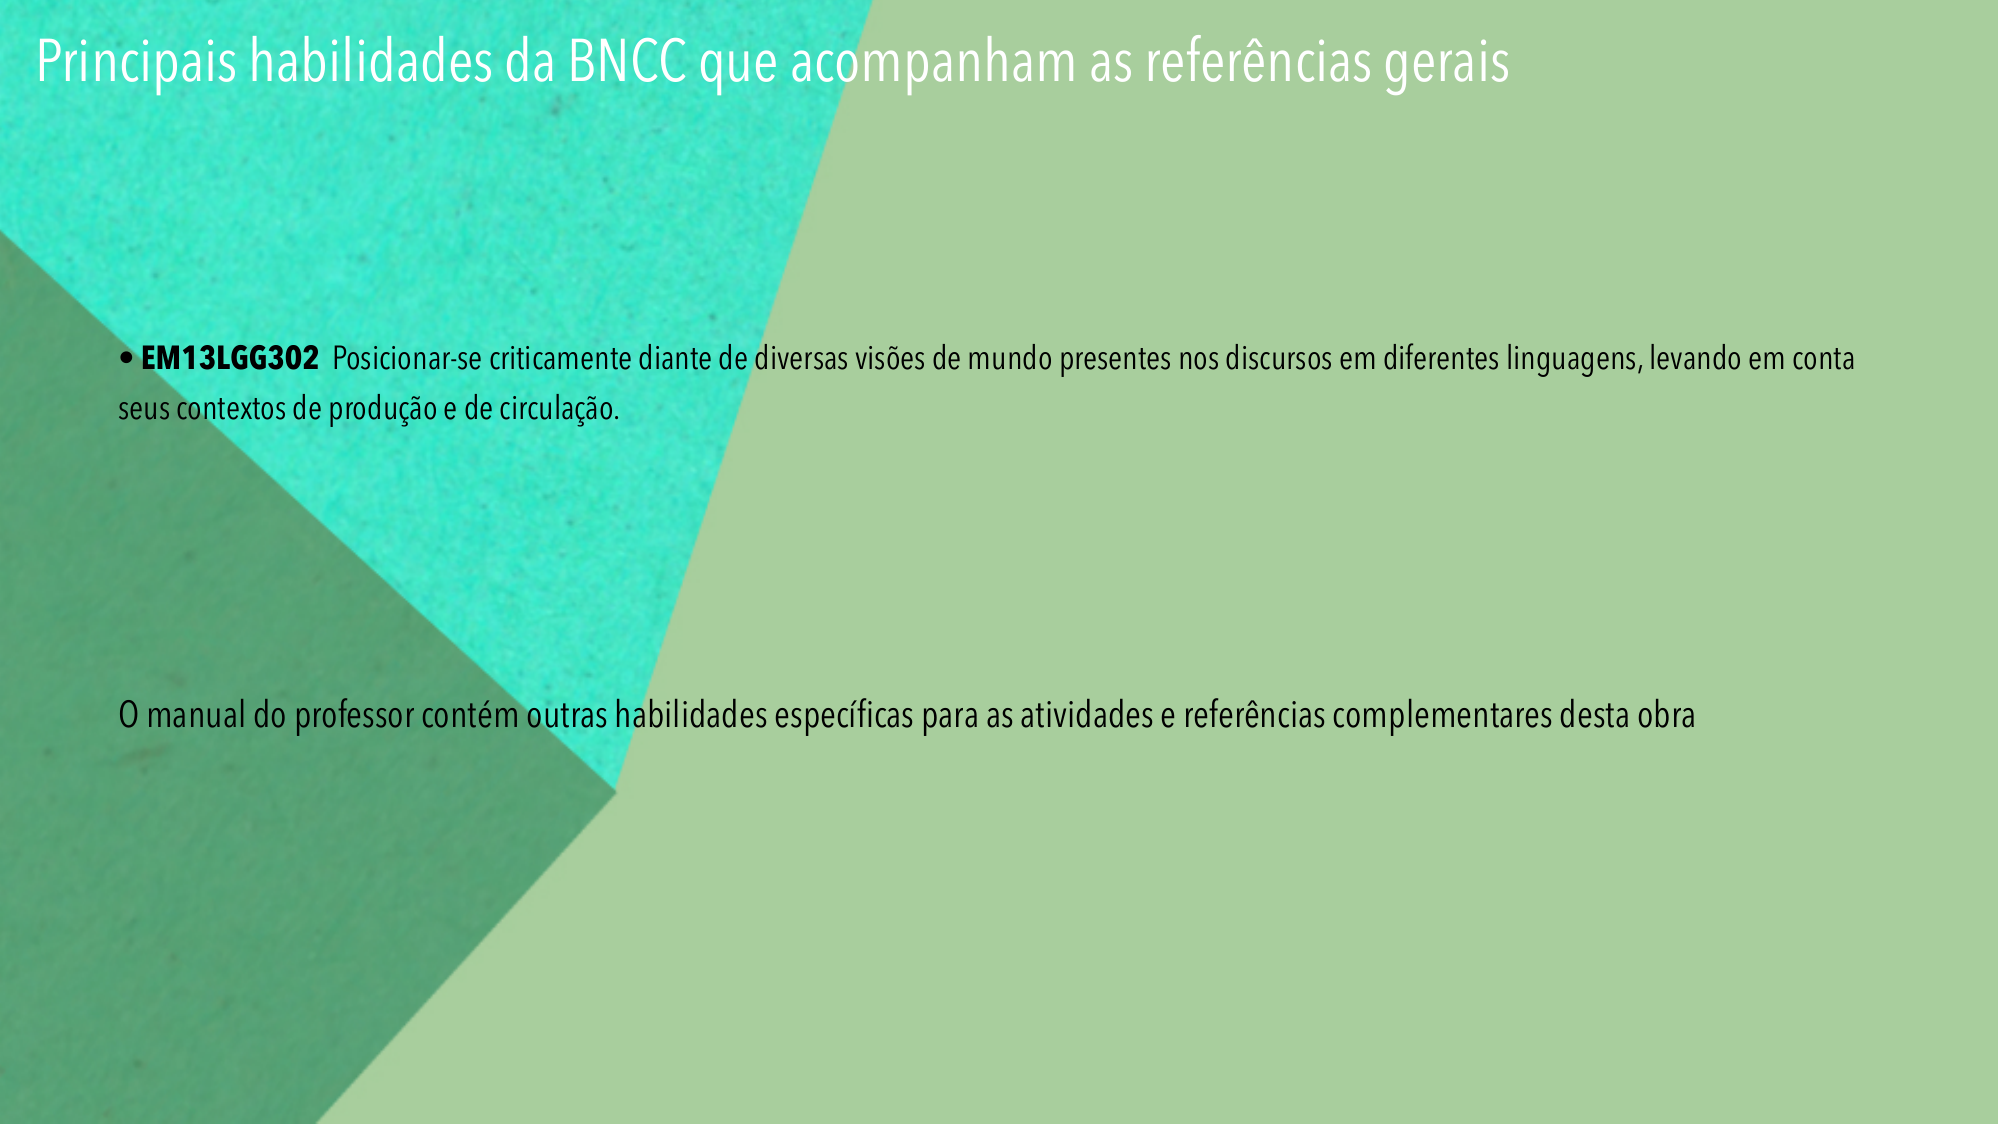 Principais habilidades da BNCC que acompanham as referências gerais
• EM13LGG302 Posicionar-se criticamente diante de diversas visões de mundo presentes nos discursos em diferentes linguagens, levando em conta
seus contextos de produção e de circulação.
O manual do professor contém outras habilidades específicas para as atividades e referências complementares desta obra